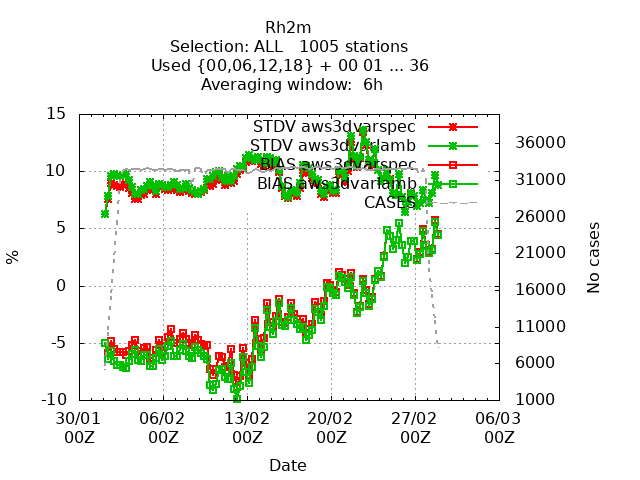 Rh2m
Selection: ALL   1005 stations
Used {00,06,12,18} + 00 01 ... 36
Averaging window:  6h
STDV aws3dvarspec
STDV aws3dvarlamb
BIAS aws3dvarspec
BIAS aws3dvarlamb
CASES
15
10
5
0
-5
-10
%
36000
31000
26000
21000
16000
11000
6000
1000
No cases
30/01 06/02 13/02 20/02 27/02 06/03
00Z 00Z 00Z 00Z 00Z 00Z
Date